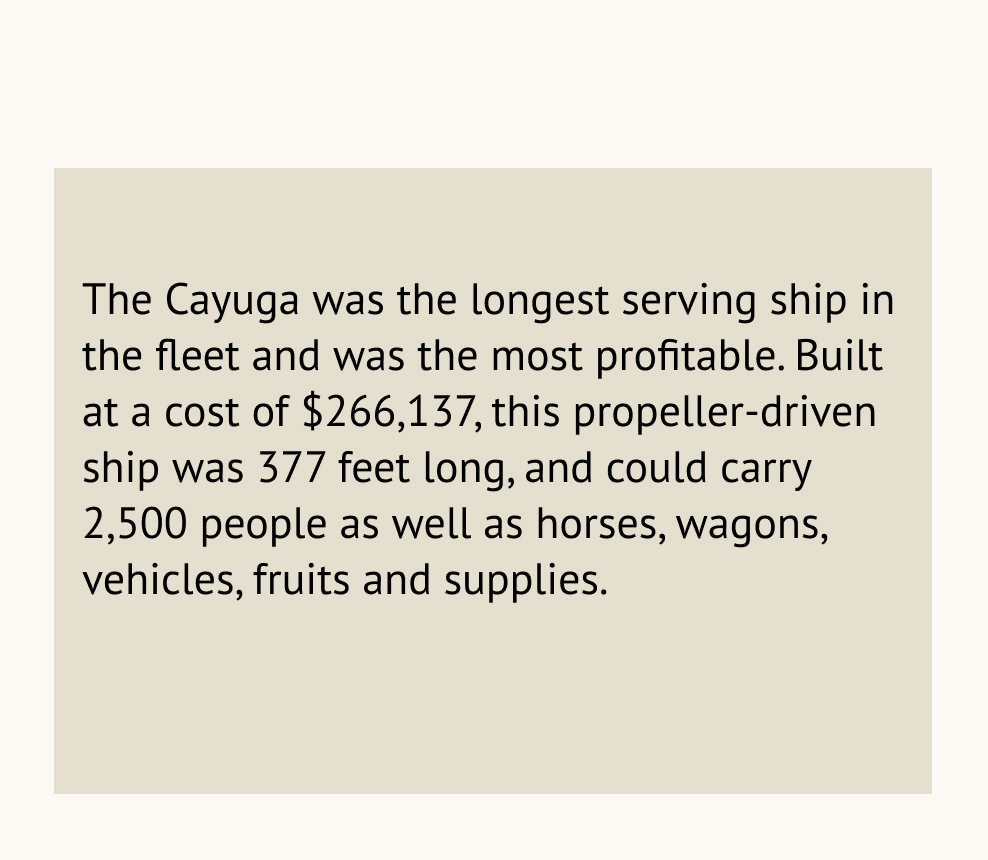 The Cayuga was the longest serving ship in
the fleet and was the most profitable. Built
at a cost of $266,137, this propeller-driven
ship was 377 feet long, and could carry
2,500 people as well as horses, wagons,
vehicles, fruits and supplies.